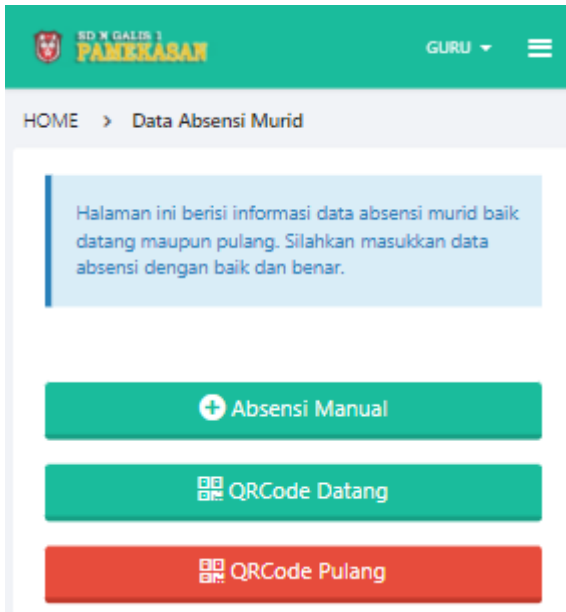 SD N GALIS 1
PAMEKASAN
GURU
HOME > Data Absensi Murid
Halaman ini berisi informasi data absensi murid baik
datang maupun pulang. Silahkan masukkan data
absensi dengan baik dan benar.
Absensi Manual
QRCode Datang
QRCode Pulang